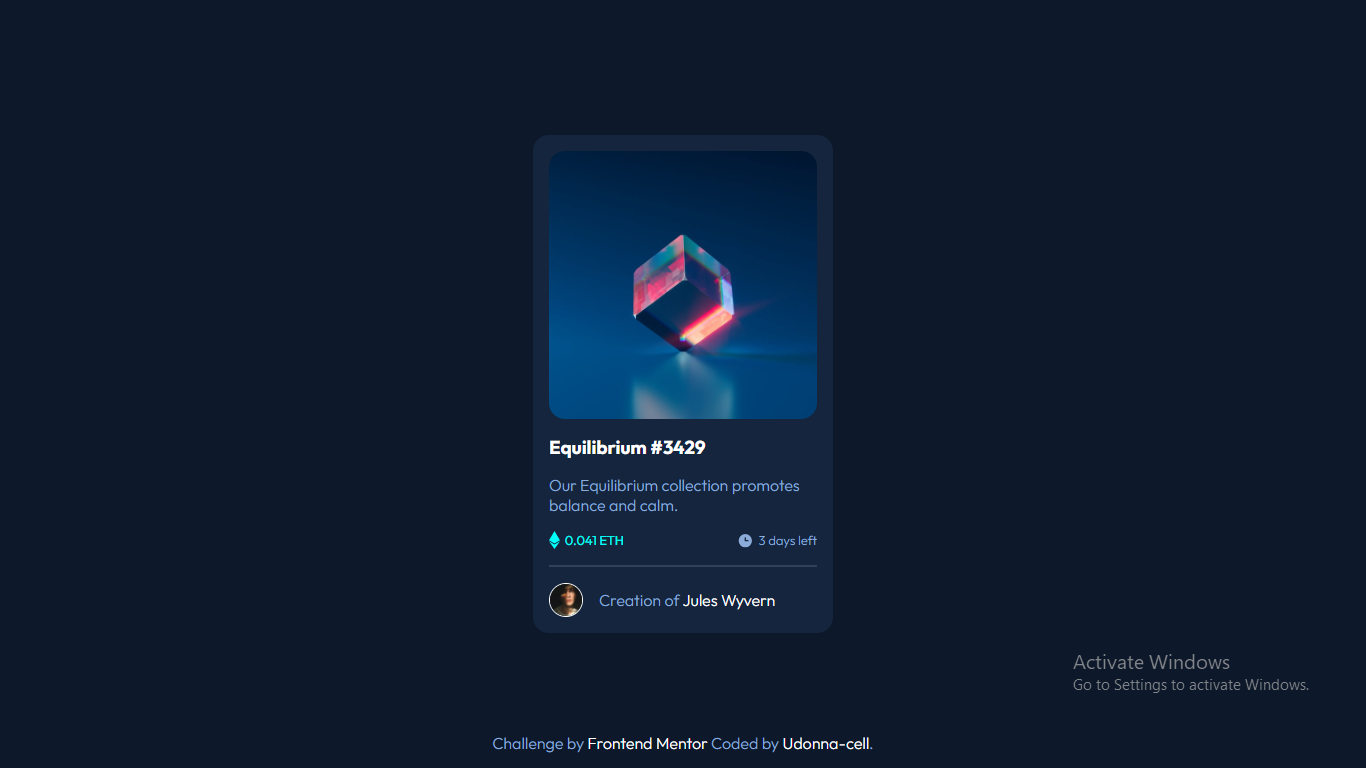 Equilibrium #3429
Our Equilibrium collection promotes
balance and calm.
0.041 ETH
3 days left
Creation of Jules Wyvern
Activate Windows
Go to Settings to activate Windows.
Challenge by Frontend Mentor Coded by Udonna-cell.